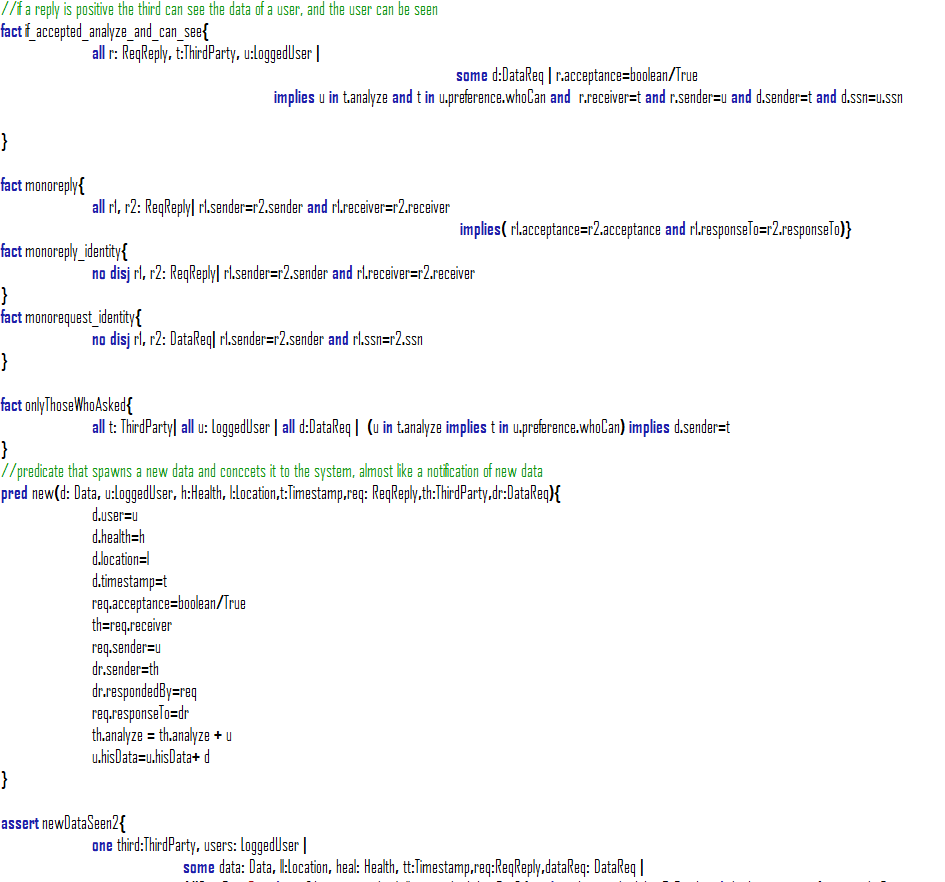 //if a reply is positive the third can see the data of a user, and the user can be seen
fact if_accepted_analyze_and_can_see{
all r: ReqReply, t:ThirdParty, u:LoggedUser |
some d:DataReq | r.acceptance=boolean/True
implies u in t.analyze and t in u.preference.whoCan and r.receiver=t and r.sender=u and d.sender=t and d.ssn=u.ssn
}
fact monoreply{
all r1, r2: ReqReply| r1.sender=r2.sender and r1.receiver=r2.receiver
implies( r1.acceptance=r2.acceptance and r1.responseTo=r2.responseTo)}
fact monoreply_identity{
no disj r1, r2: ReqReply| r1.sender=r2.sender and r1.receiver=r2.receiver
}
fact monorequest_identity{
no disj r1, r2: DataReq| r1.sender=r2.sender and r1.ssn=r2.ssn
}
fact onlyThoseWhoAsked{
all t: ThirdParty| all u: LoggedUser | all d:DataReq | (u in t.analyze implies t in u.preference.whoCan) implies d.sender=t
}
//predicate that spawns a new data and conccets it to the system, almost like a notification of new data
pred new(d: Data, u:LoggedUser, h:Health, l:Location,t:Timestamp,req: ReqReply,th:ThirdParty,dr:DataReq){
d.user=u
d.health=h
d.location=l
d.timestamp=t
req.acceptance=boolean/True
th=req.receiver
req.sender=u
dr.sender=th
dr.respondedBy=req
req.responseTo=dr
th.analyze = th.analyze + u
u.hisData=u.hisData+ d
}
assert newDataSeen2{
one third:ThirdParty, users: LoggedUser |
some data: Data, ll:Location, heal: Health, tt:Timestamp,req:ReqReply,dataReq: DataReq |